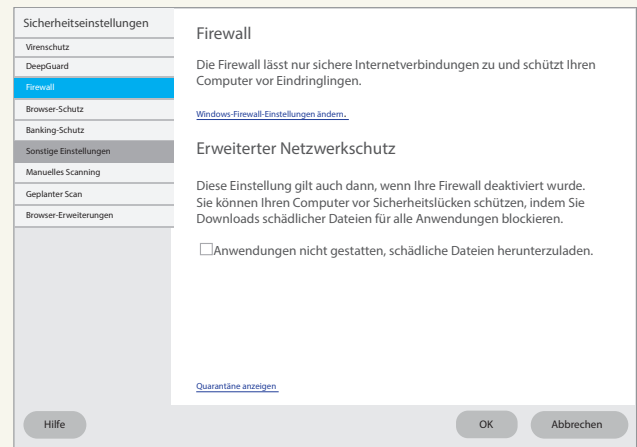 Sicherheitseinstellungen
Virenschutz
DeepGuard
Firewall
Browser-Schutz
Banking-Schutz
Sonstige Einstellungen
Manuelles Scanning
Geplanter Scan
Browser-Erweiterungen
Firewall
Die Firewall lässt nur sichere Internetverbindungen zu und schützt Ihren
Computer vor Eindringlingen.
Windows-Firewall-Einstellungen ändern.
Erweiterter Netzwerkschutz
Diese Einstellung gilt auch dann, wenn Ihre Firewall deaktiviert wurde.
Sie können Ihren Computer vor Sicherheitslücken schützen, indem Sie
Downloads schädlicher Dateien für alle Anwendungen blockieren.
Anwendungen nicht gestatten, schädliche Dateien herunterzuladen.
Quarantäne anzeigen
Hilfe
OK
Abbrechen